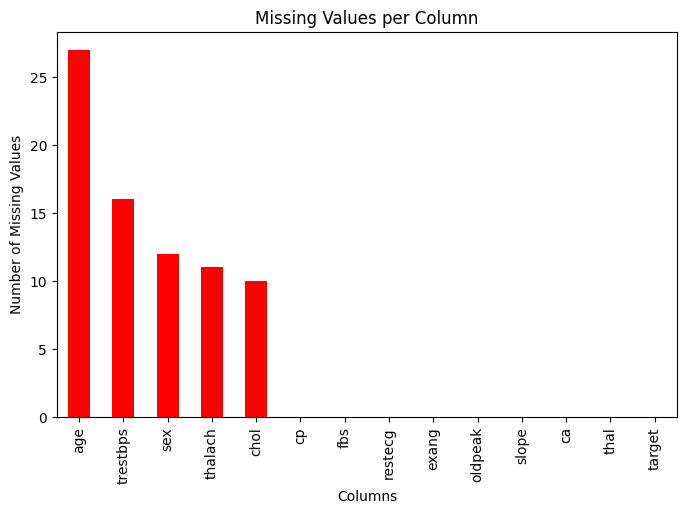 Missing Values per Column
Number of Missing Values
25
20
15
10
5
0
age
trestbps
sex
thalach
chol
cp
fbs
restecg
exang
oldpeak
slope
ca
thal
target
Columns